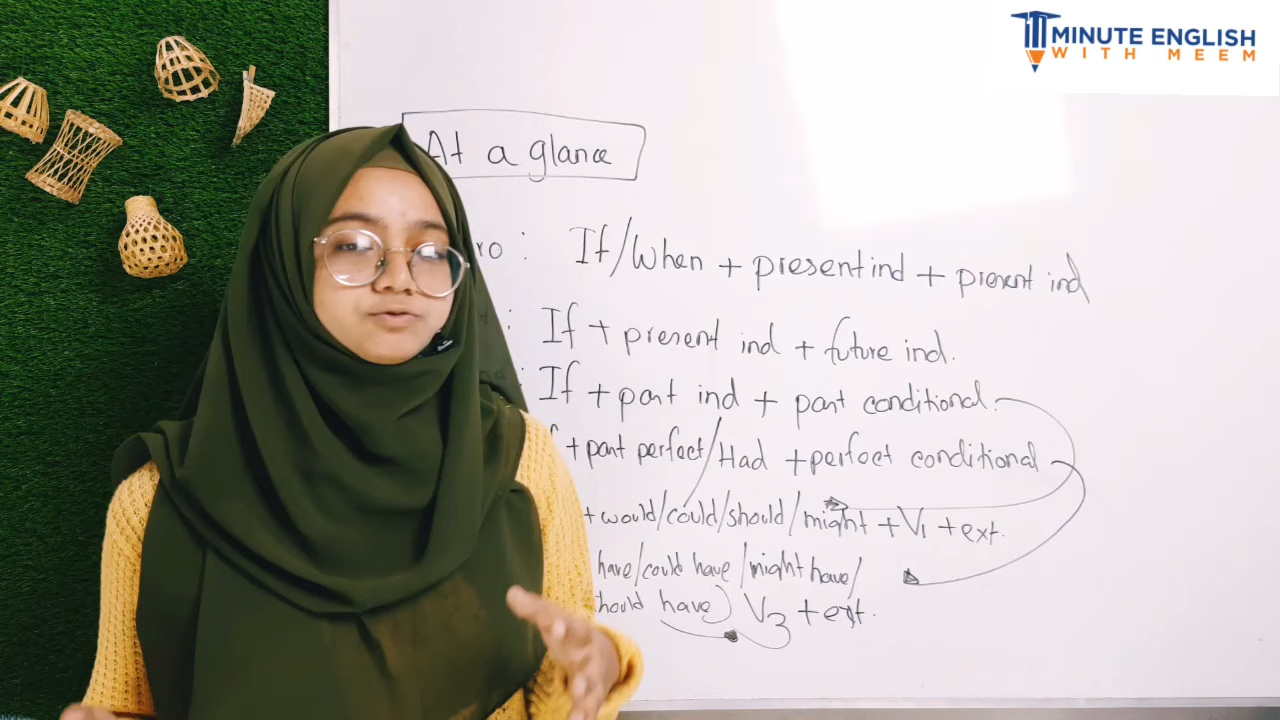 1 MINUTE ENGLISH
WITH MEEM
At a glance
ro : If/When + present ind + present ind
: If + present ind + future ind.
: If + past ind + past conditional.
+ past perfect/Had + perfect conditional
+ would/could/should/might + V1 + ext.
have/could have/might have/
hould have) V3 + ext.